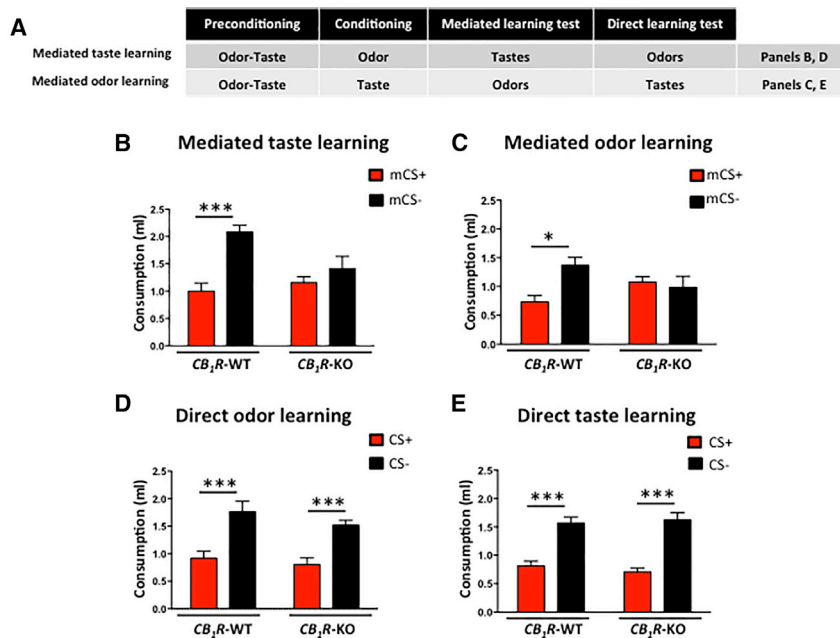 A
Preconditioning Conditioning Mediated learning test Direct learning test
Mediated taste learning Odor-Taste Odor Tastes Odors Panels B, D
Mediated odor learning Odor-Taste Taste Odors Tastes Panels C, E
B Mediated taste learning
mCS+
mCS-
Consumption (ml)
2.5
2.0
1.5
1.0
0.5
0.0
***
CB₁R-WT CB₁R-KO
C Mediated odor learning
mCS+
mCS-
Consumption (ml)
2.5
2.0
1.5
1.0
0.5
0.0
*
CB₁R-WT CB₁R-KO
D Direct odor learning
CS+
CS-
Consumption (ml)
2.5
2.0
1.5
1.0
0.5
0.0
*** ***
CB₁R-WT CB₁R-KO
E Direct taste learning
CS+
CS-
Consumption (ml)
2.5
2.0
1.5
1.0
0.5
0.0
*** ***
CB₁R-WT CB₁R-KO